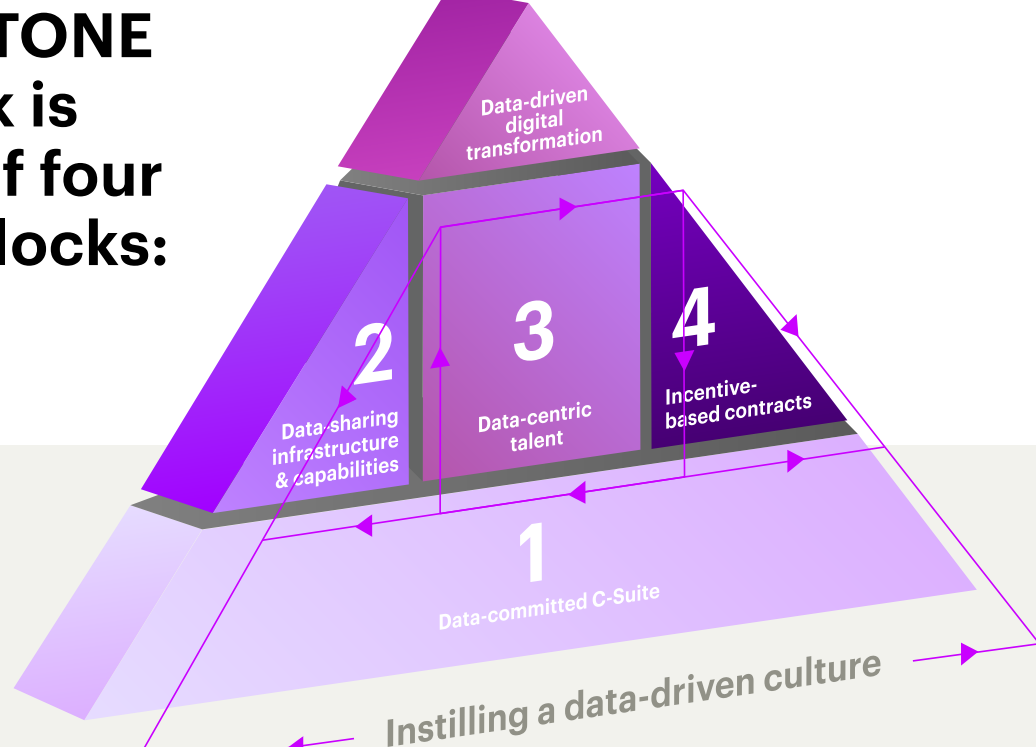 TONE
k is
f four
locks:
Data-driven
digital
transformation
2
Data-sharing
infrastructure
& capabilities
3
Data-centric
talent
4
Incentive-
based contracts
1
Data-committed C-Suite
Instilling a data-driven culture